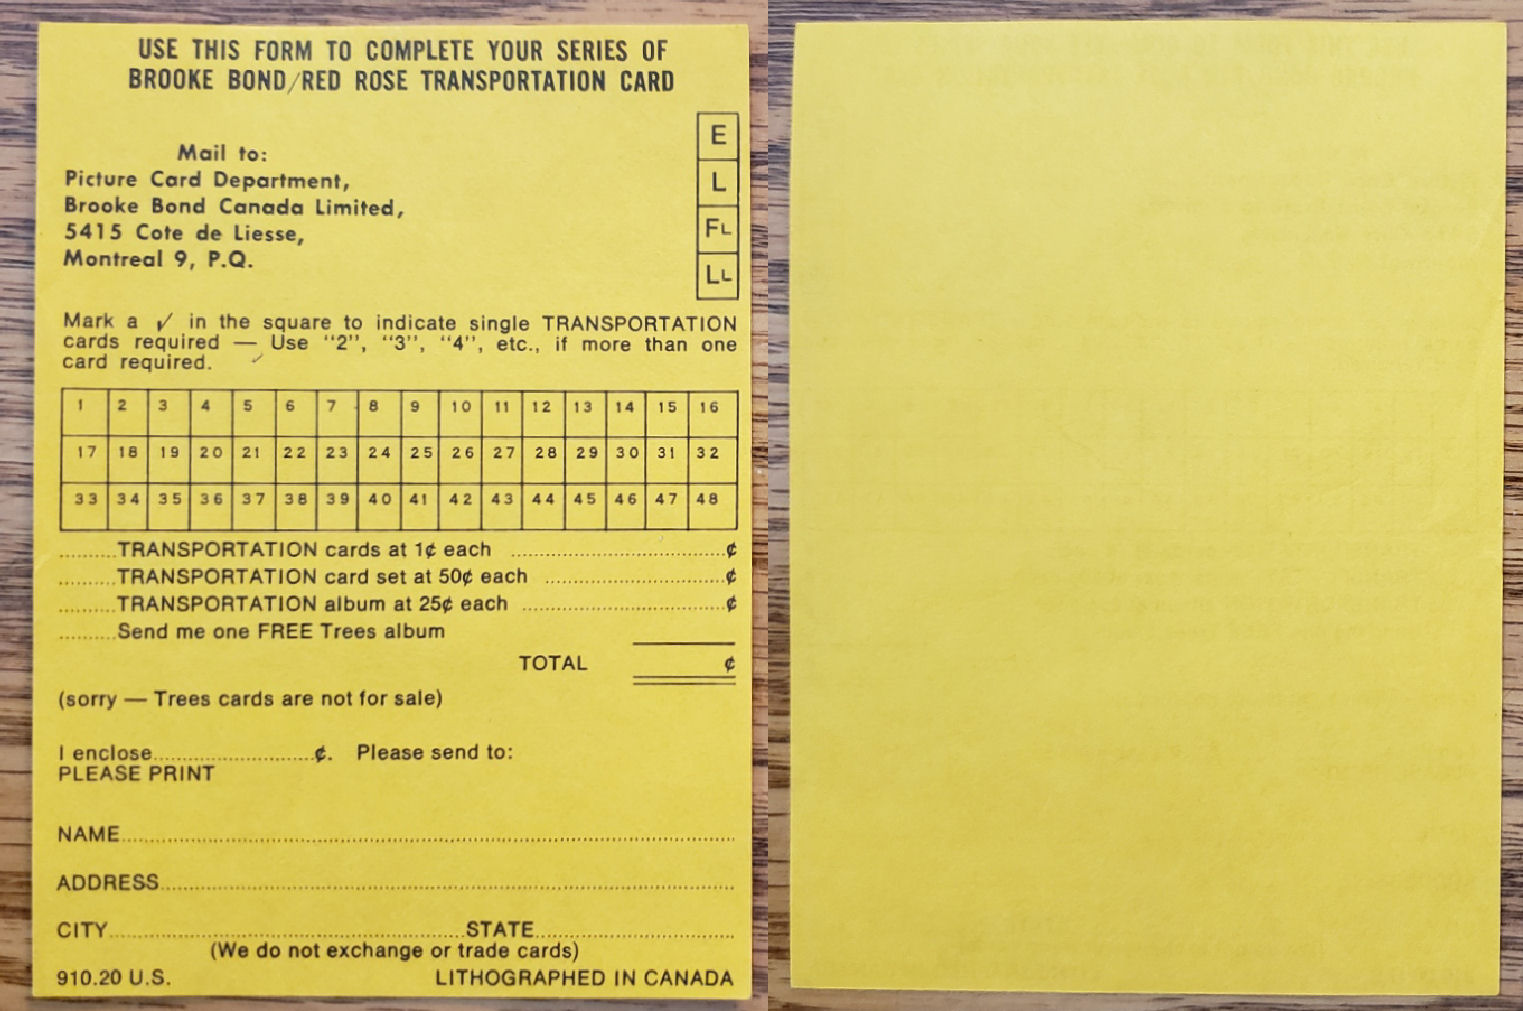 USE THIS FORM TO COMPLETE YOUR SERIES OF
BROOKE BOND/RED ROSE TRANSPORTATION CARD
E
L
FL
LL
Mail to:
Picture Card Department,
Brooke Bond Canada Limited,
5415 Cote de Liesse,
Montreal 9, P.Q.
Mark a ✓ in the square to indicate single TRANSPORTATION
cards required — Use "2", "3", "4", etc., if more than one
card required.
1 2 3 4 5 6 7 8 9 10 11 12 13 14 15 16
17 18 19 20 21 22 23 24 25 26 27 28 29 30 31 32
33 34 35 36 37 38 39 40 41 42 43 44 45 46 47 48
..........TRANSPORTATION cards at 1¢ each ..........¢
..........TRANSPORTATION card set at 50¢ each ..........¢
..........TRANSPORTATION album at 25¢ each ..........¢
..........Send me one FREE Trees album
TOTAL ¢
(sorry — Trees cards are not for sale)
I enclose..........¢. Please send to:
PLEASE PRINT
NAME..........
ADDRESS..........
CITY..........STATE..........
(We do not exchange or trade cards)
910.20 U.S. LITHOGRAPHED IN CANADA